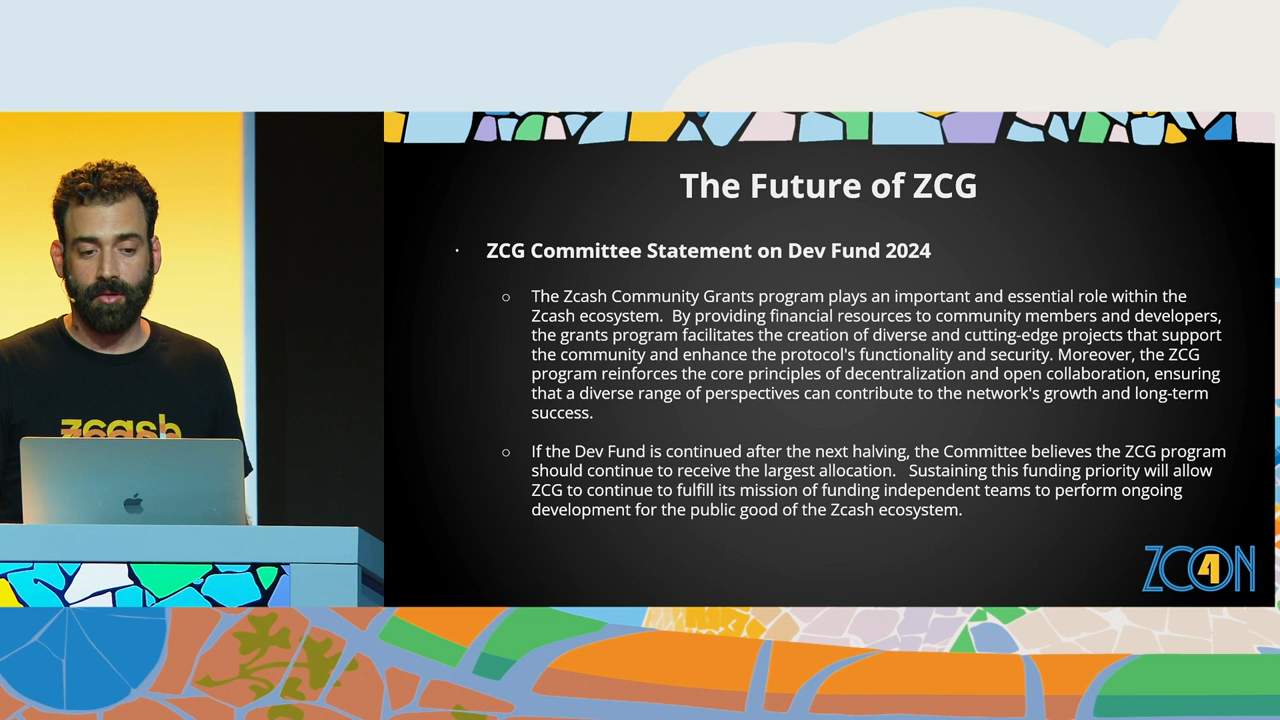 The Future of ZCG
· ZCG Committee Statement on Dev Fund 2024
○ The Zcash Community Grants program plays an important and essential role within the
Zcash ecosystem. By providing financial resources to community members and developers,
the grants program facilitates the creation of diverse and cutting-edge projects that support
the community and enhance the protocol's functionality and security. Moreover, the ZCG
program reinforces the core principles of decentralization and open collaboration, ensuring
that a diverse range of perspectives can contribute to the network's growth and long-term
success.
○ If the Dev Fund is continued after the next halving, the Committee believes the ZCG program
should continue to receive the largest allocation. Sustaining this funding priority will allow
ZCG to continue to fulfill its mission of funding independent teams to perform ongoing
development for the public good of the Zcash ecosystem.
zcash
ZCON4